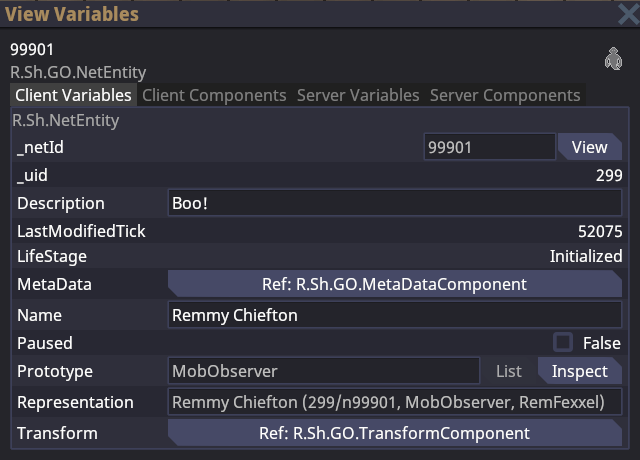 View Variables
99901
R.Sh.GO.NetEntity
Client Variables Client Components Server Variables Server Components
R.Sh.NetEntity
_netId 99901 View
_uid 299
Description Boo!
LastModifiedTick 52075
LifeStage Initialized
MetaData Ref: R.Sh.GO.MetaDataComponent
Name Remmy Chiefton
Paused False
Prototype MobObserver List Inspect
Representation Remmy Chiefton (299/n99901, MobObserver, RemFexxel)
Transform Ref: R.Sh.GO.TransformComponent